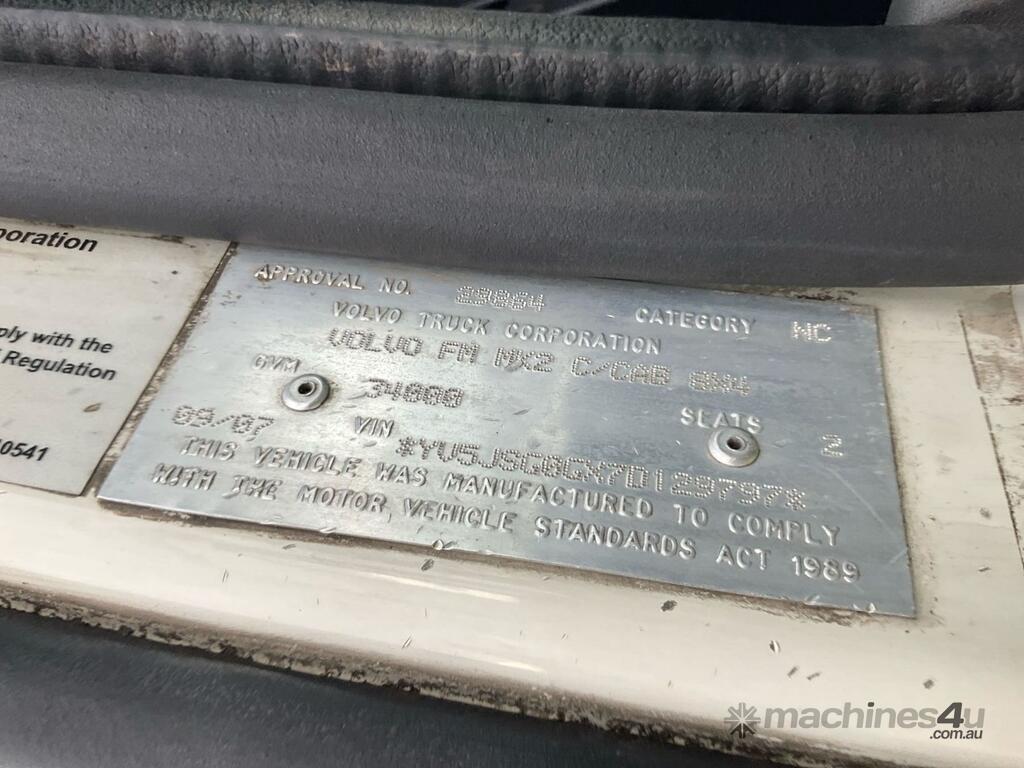 poration
ply with the
Regulation
0541
APPROVAL NO. 29864 CATEGORY NC
VOLVO TRUCK CORPORATION
VOLVO FM MK2 C/CAB 8X4
GVM 34000 SEATS 2
09/07 VIN *YU5JSG0GX7D129797*
THIS VEHICLE WAS MANUFACTURED TO COMPLY
WITH THE MOTOR VEHICLE STANDARDS ACT 1989
machines4u
.com.au